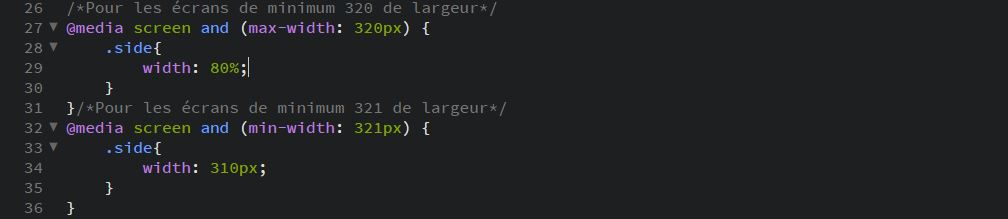 26 /*Pour les écrans de minimum 320 de largeur*/
27 @media screen and (max-width: 320px) {
28 .side{
29 width: 80%;
30 }
31 }/*Pour les écrans de minimum 321 de largeur*/
32 @media screen and (min-width: 321px) {
33 .side{
34 width: 310px;
35 }
36 }